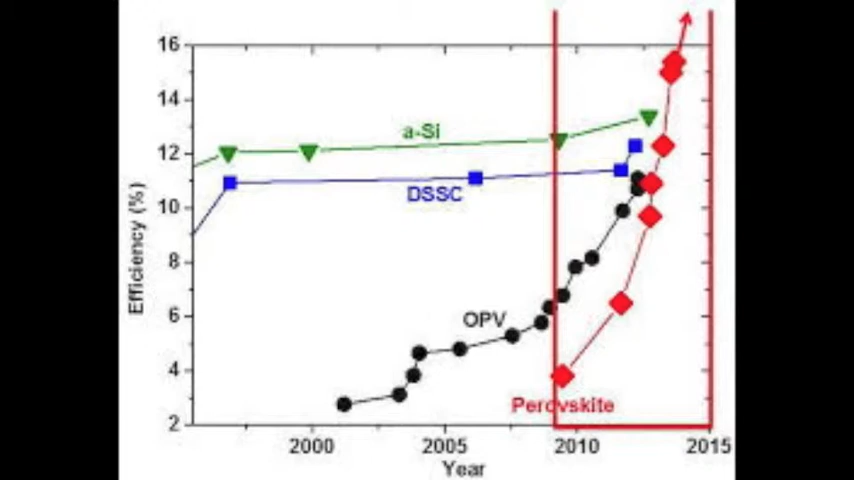 16
14
a-Si
12
DSSC
10
Efficiency (%)
8
OPV
6
4
Perovskite
2
2000 2005 2010 2015
Year